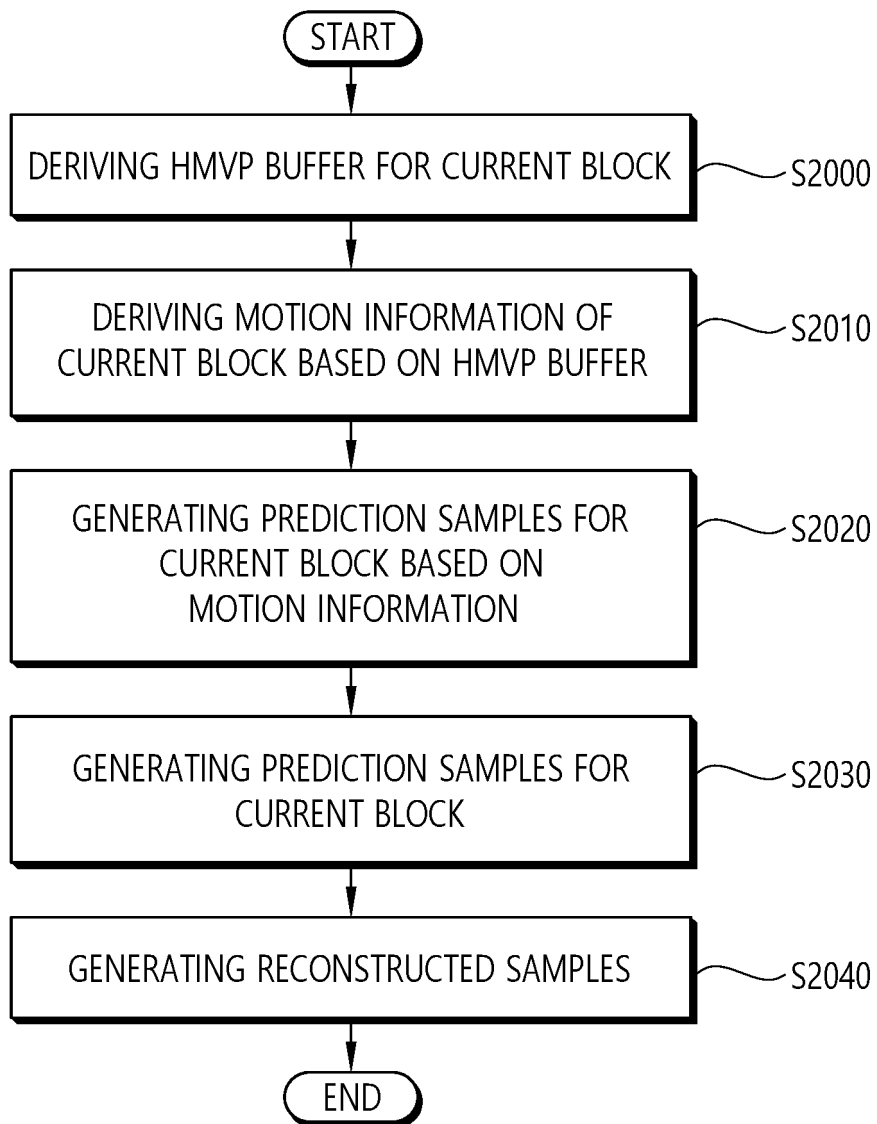 START
DERIVING HMVP BUFFER FOR CURRENT BLOCK
S2000
DERIVING MOTION INFORMATION OF
CURRENT BLOCK BASED ON HMVP BUFFER
S2010
GENERATING PREDICTION SAMPLES FOR
CURRENT BLOCK BASED ON
MOTION INFORMATION
S2020
GENERATING PREDICTION SAMPLES FOR
CURRENT BLOCK
S2030
GENERATING RECONSTRUCTED SAMPLES
S2040
END